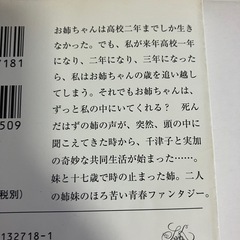 お姉ちゃんは高校二年までしか生き
なかった。でも、私が来年高校一年
になり、二年になり、三年になった
ら、私はお姉ちゃんの歳を追い越し
てしまう。それでもお姉ちゃんは、
ずっと私の中にいてくれる？　死ん
だはずの姉の声が、突然、頭の中に
聞こえてきた時から、千津子と実加
の奇妙な共同生活が始まった……。
妹と十七歳で時の止まった姉。二人
の姉妹のほろ苦い青春ファンタジー。
7181
509
税別）
132718-1